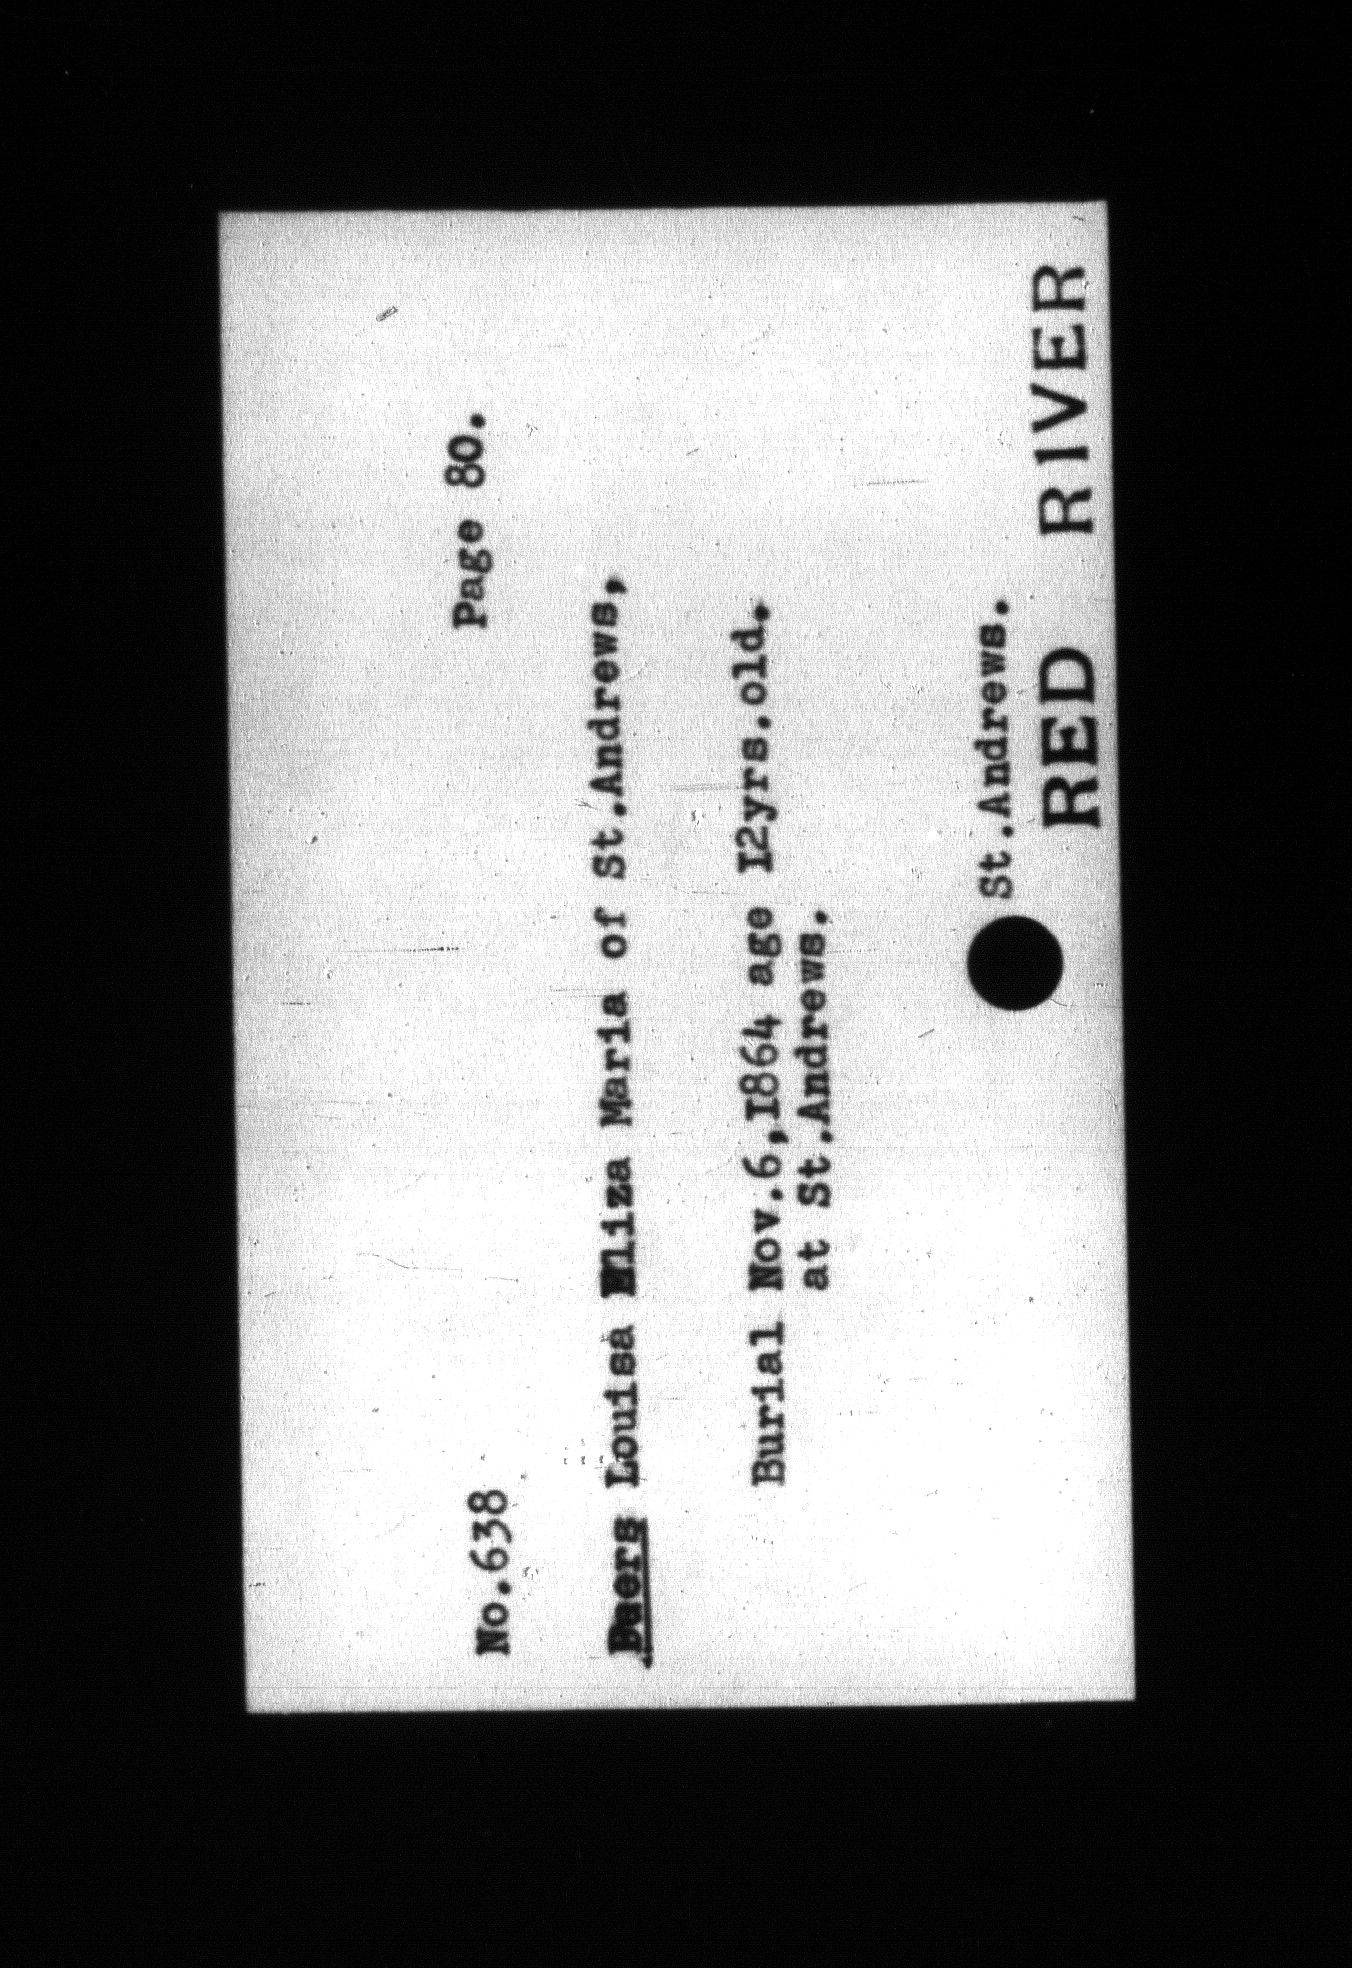 No.638 Page 80.
Louisa Eliza Maria of St.Andrews,
Burial Nov.6,1864 age 12yrs.old.
at St.Andrews.
St.Andrews.
RED RIVER